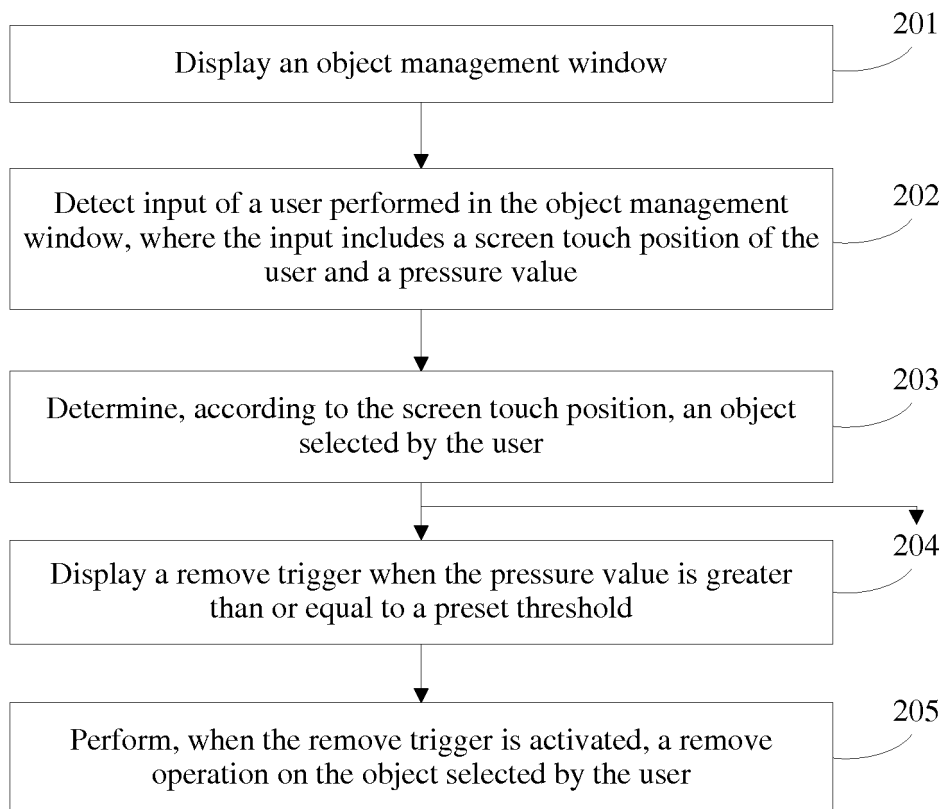 201
Display an object management window
202
Detect input of a user performed in the object management
window, where the input includes a screen touch position of the
user and a pressure value
203
Determine, according to the screen touch position, an object
selected by the user
204
Display a remove trigger when the pressure value is greater
than or equal to a preset threshold
205
Perform, when the remove trigger is activated, a remove
operation on the object selected by the user